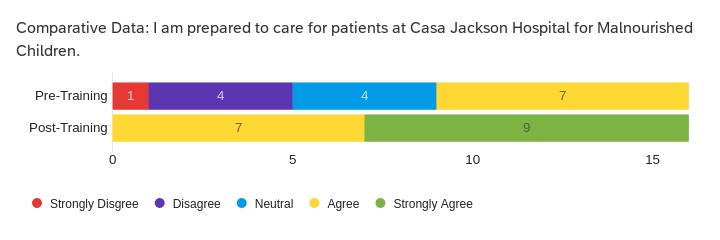 Comparative Data: I am prepared to care for patients at Casa Jackson Hospital for Malnourished
Children.
Pre-Training 1 4 4 7
Post-Training 7 9
0 5 10 15
Strongly Disgree Disagree Neutral Agree Strongly Agree